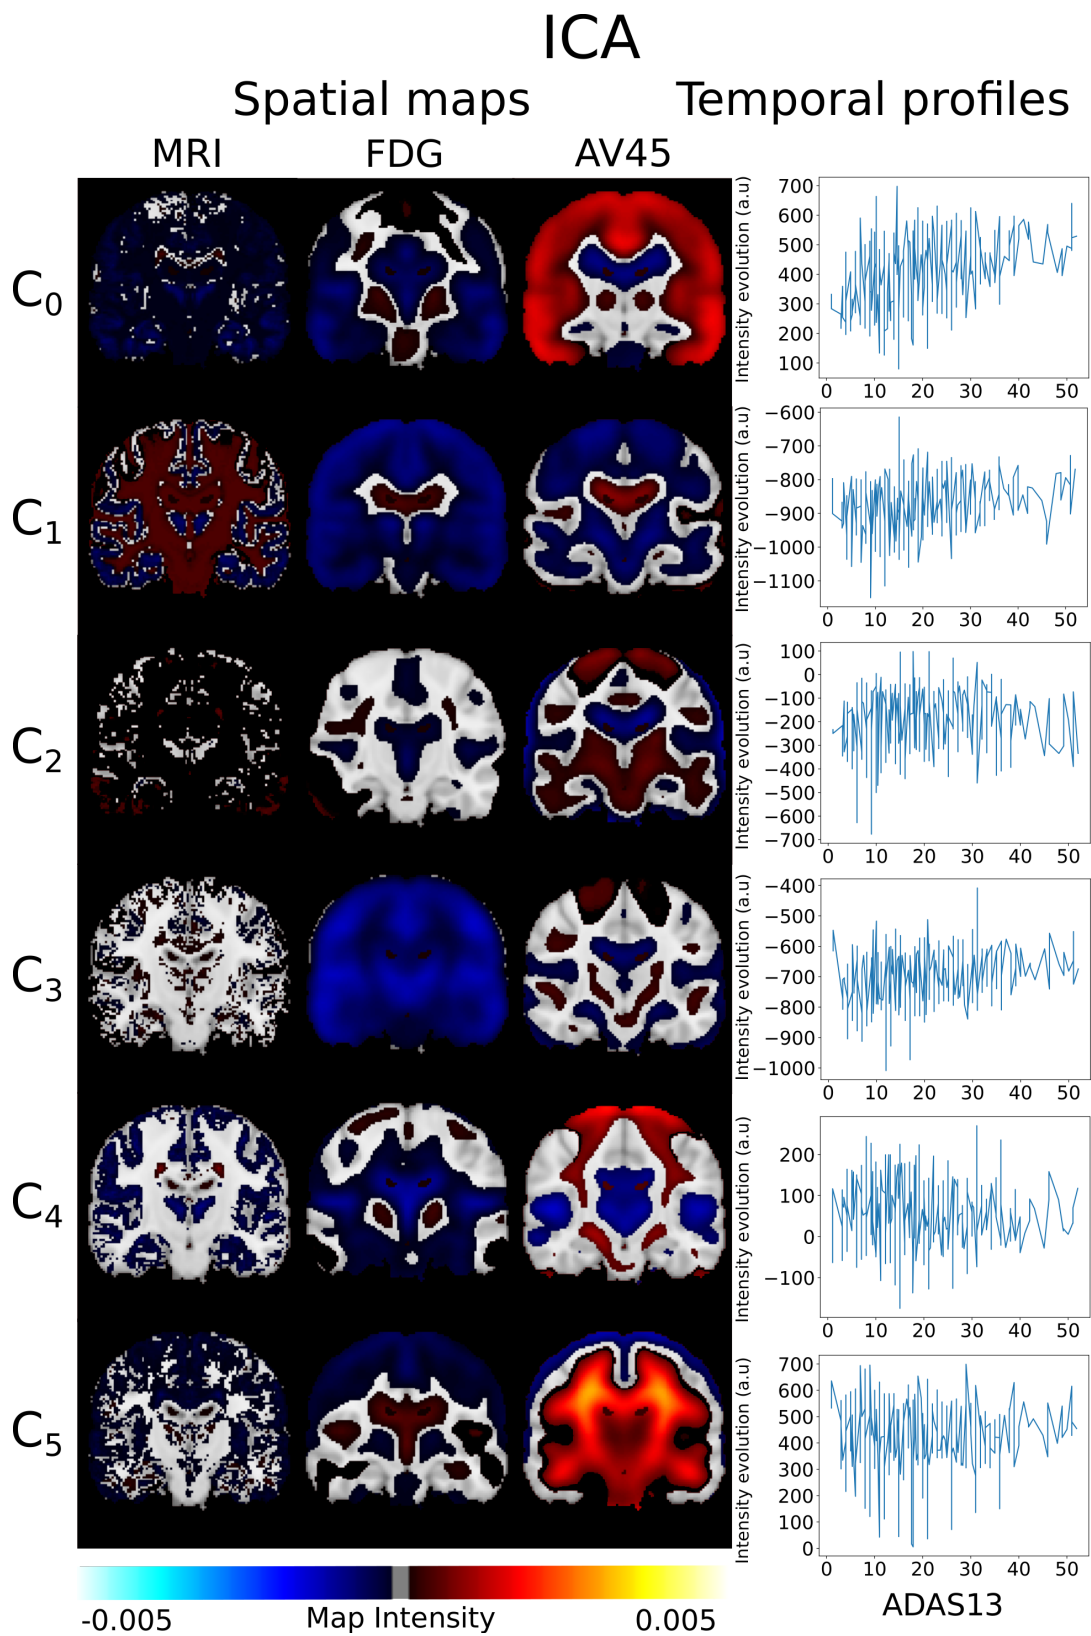 ICA
Spatial maps Temporal profiles
MRI FDG AV45
C0
Intensity evolution (a.u)
700
600
500
400
300
200
100
0 10 20 30 40 50
C1
Intensity evolution (a.u)
−600
−700
−800
−900
−1000
−1100
0 10 20 30 40 50
C2
Intensity evolution (a.u)
100
0
−100
−200
−300
−400
−500
−600
−700
0 10 20 30 40 50
C3
Intensity evolution (a.u)
−400
−500
−600
−700
−800
−900
−1000
0 10 20 30 40 50
C4
Intensity evolution (a.u)
200
100
0
−100
0 10 20 30 40 50
C5
Intensity evolution (a.u)
700
600
500
400
300
200
100
0
0 10 20 30 40 50
-0.005 Map Intensity 0.005
ADAS13